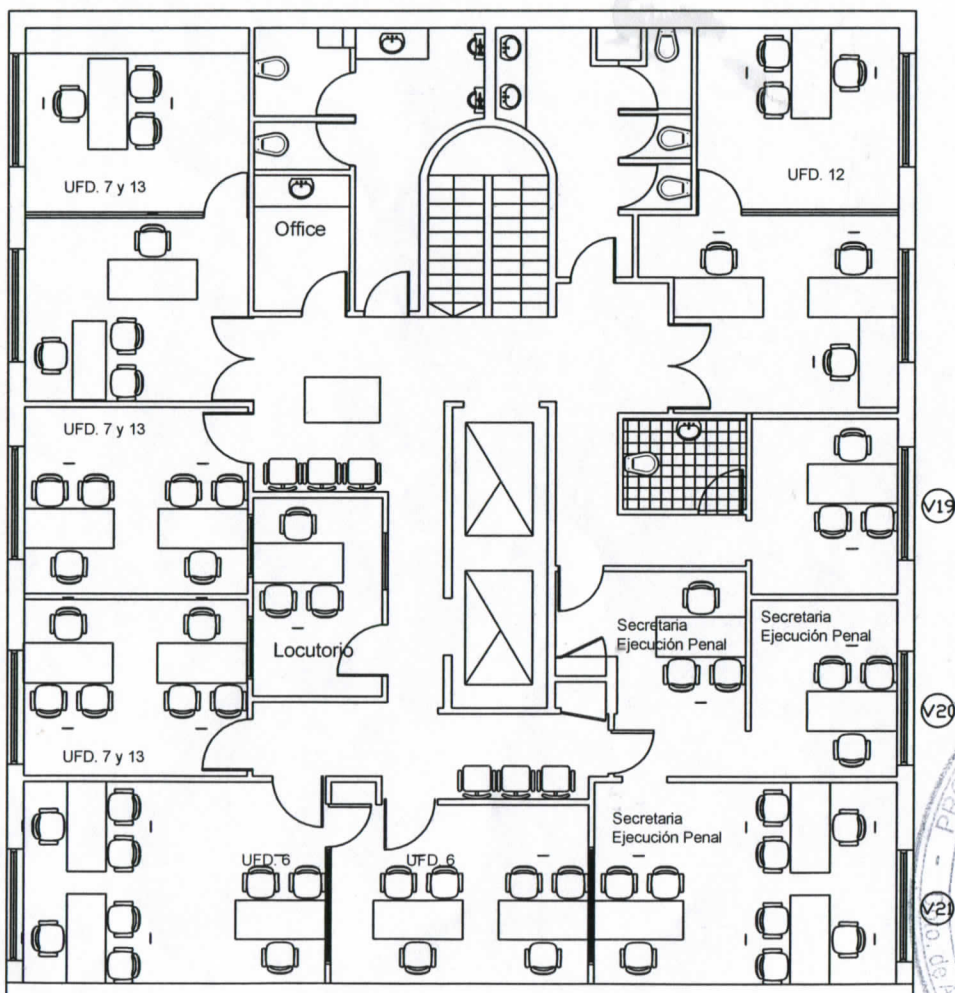 UFD. 7 y 13
UFD. 12
Office
UFD. 7 y 13
V19
Secretaria
Ejecución Penal
Secretaria
Ejecución Penal
Locutorio
V20
UFD. 7 y 13
Secretaria
Ejecución Penal
UFD. 6
UFD. 6
V21